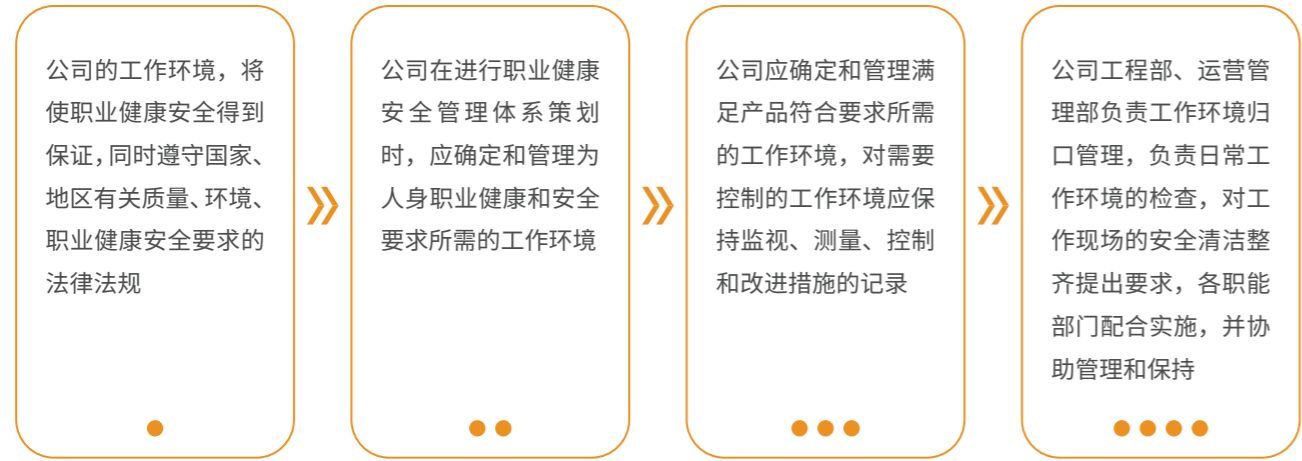 公司的工作环境，将
使职业健康安全得到
保证，同时遵守国家、
地区有关质量、环境、
职业健康安全要求的
法律法规
公司在进行职业健康
安全管理体系策划
时，应确定和管理为
人身职业健康和安全
要求所需的工作环境
公司应确定和管理满
足产品符合要求所需
的工作环境，对需要
控制的工作环境应保
持监视、测量、控制
和改进措施的记录
公司工程部、运营管
理部负责工作环境归
口管理，负责日常工
作环境的检查，对工
作现场的安全清洁整
齐提出要求，各职能
部门配合实施，并协
助管理和保持